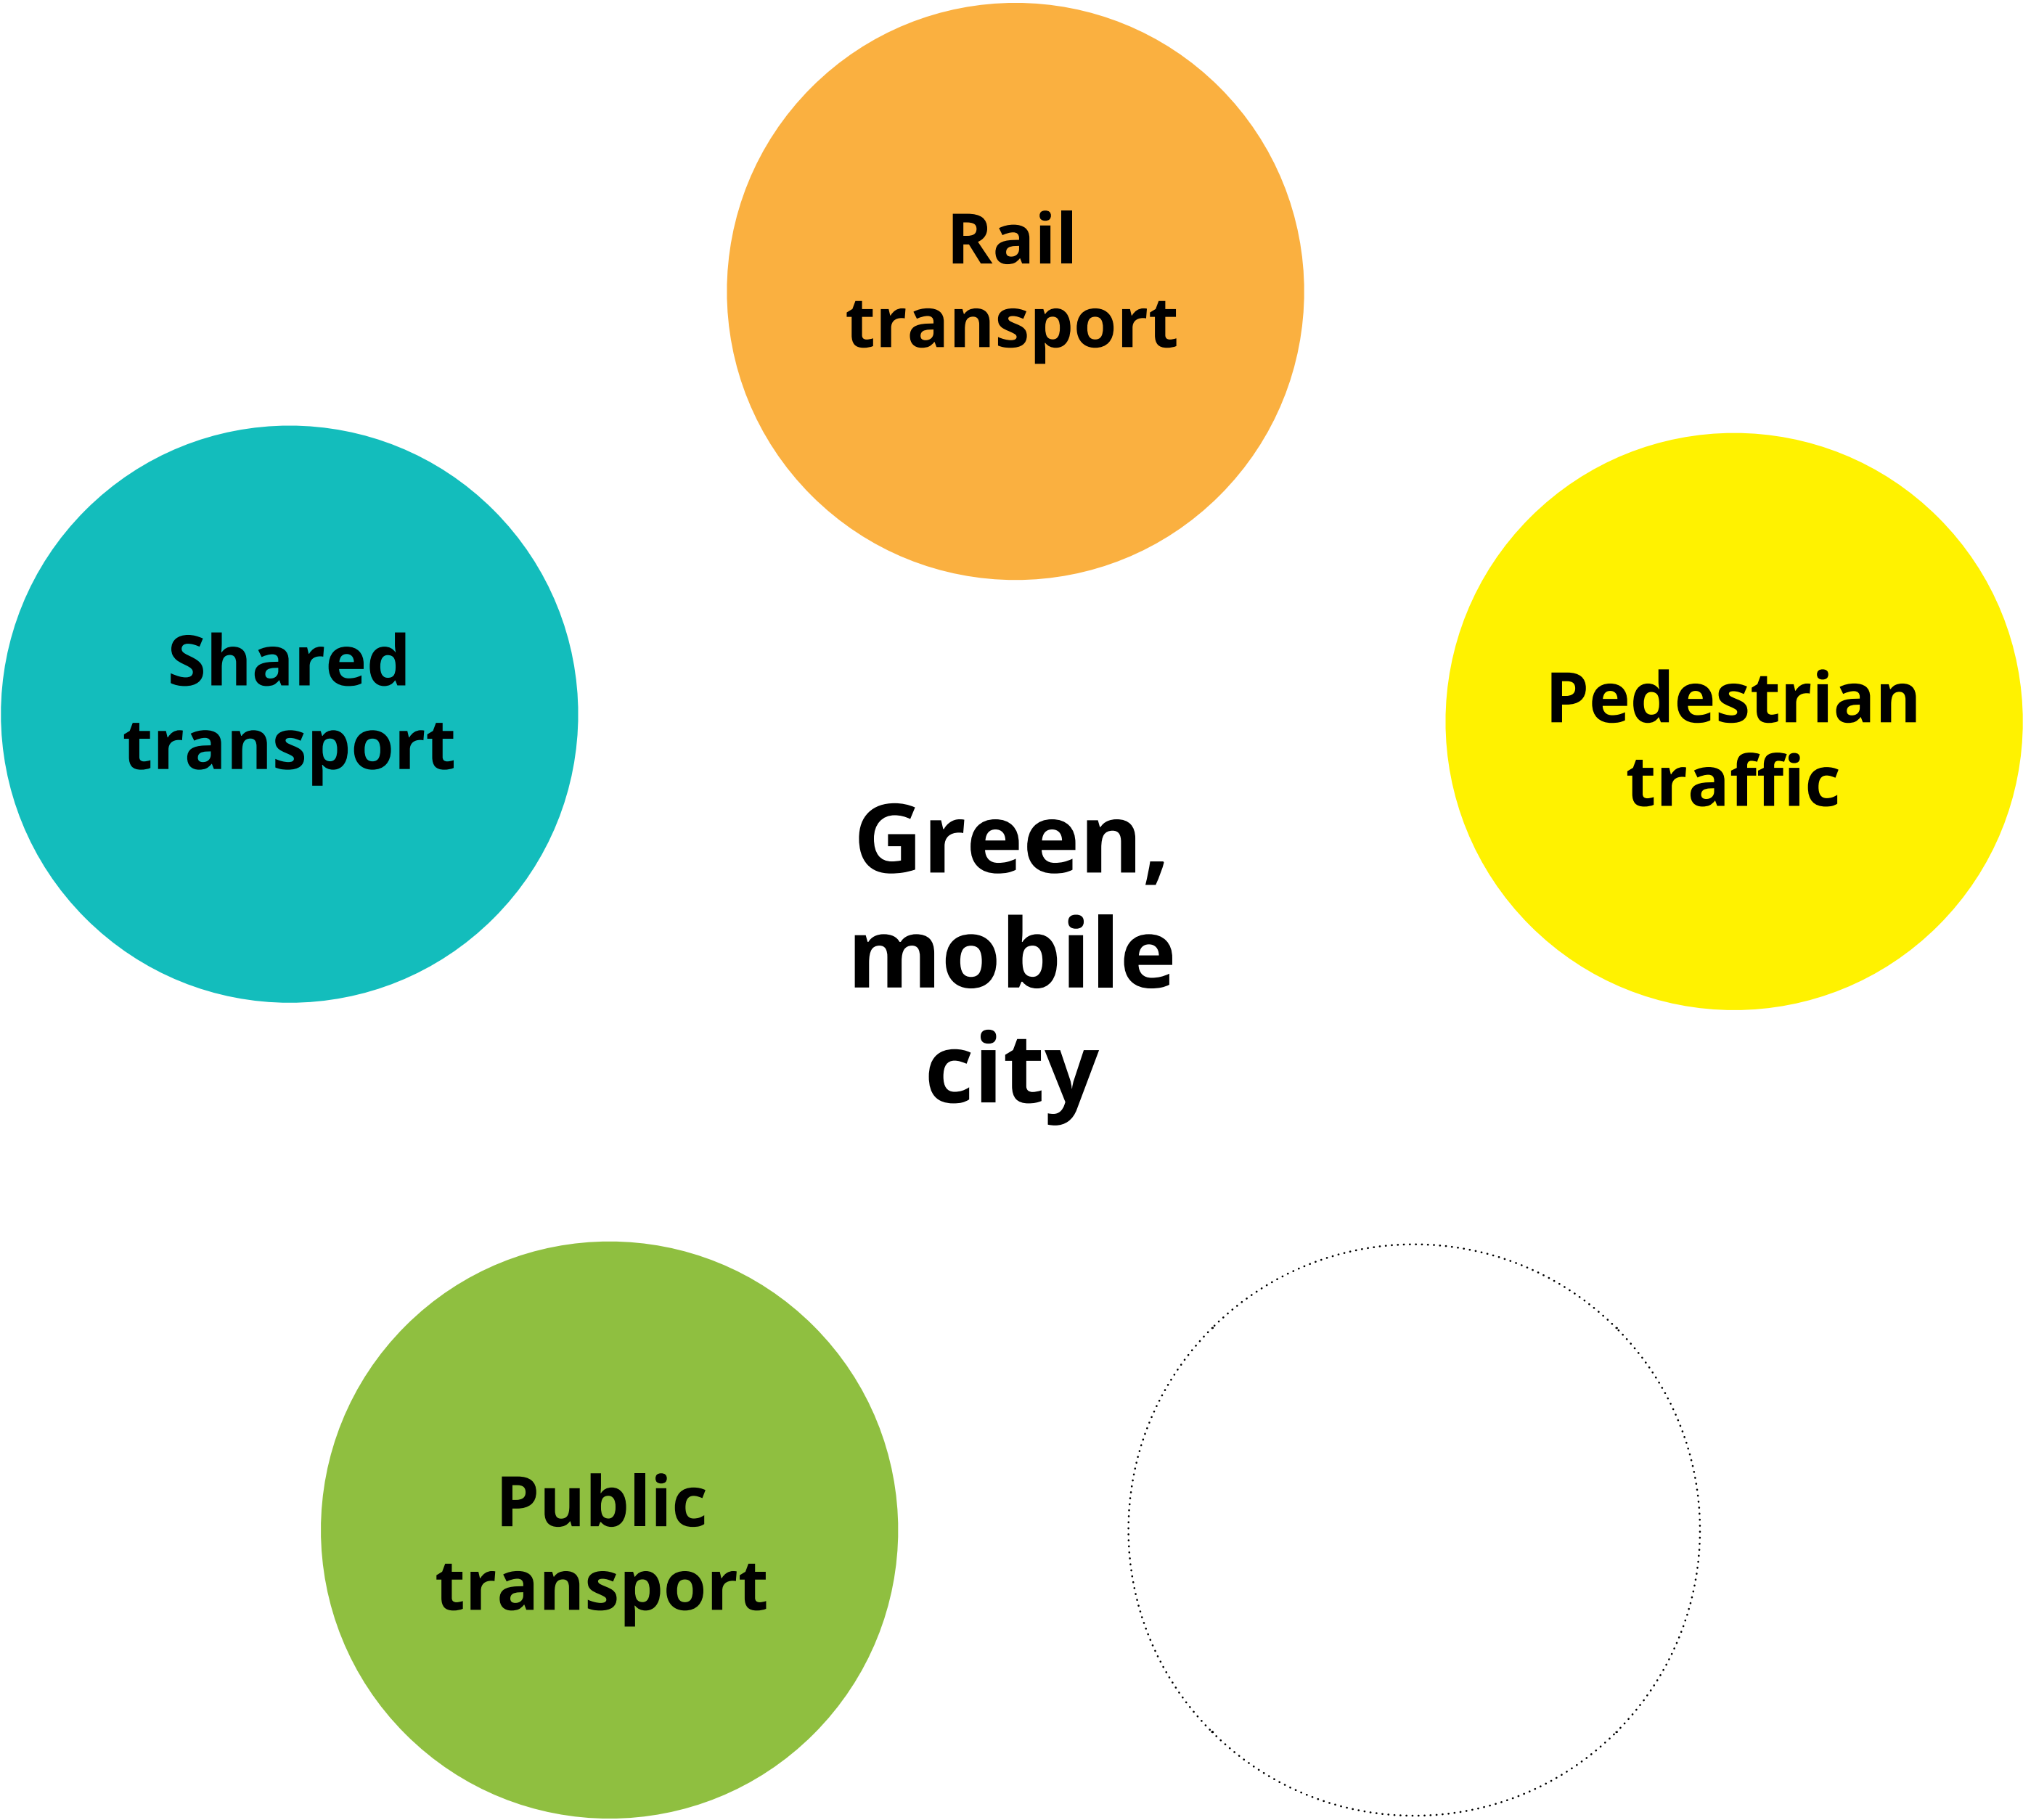 Rail
transport
Shared
transport
Pedestrian
traffic
Green,
mobile
city
Public
transport